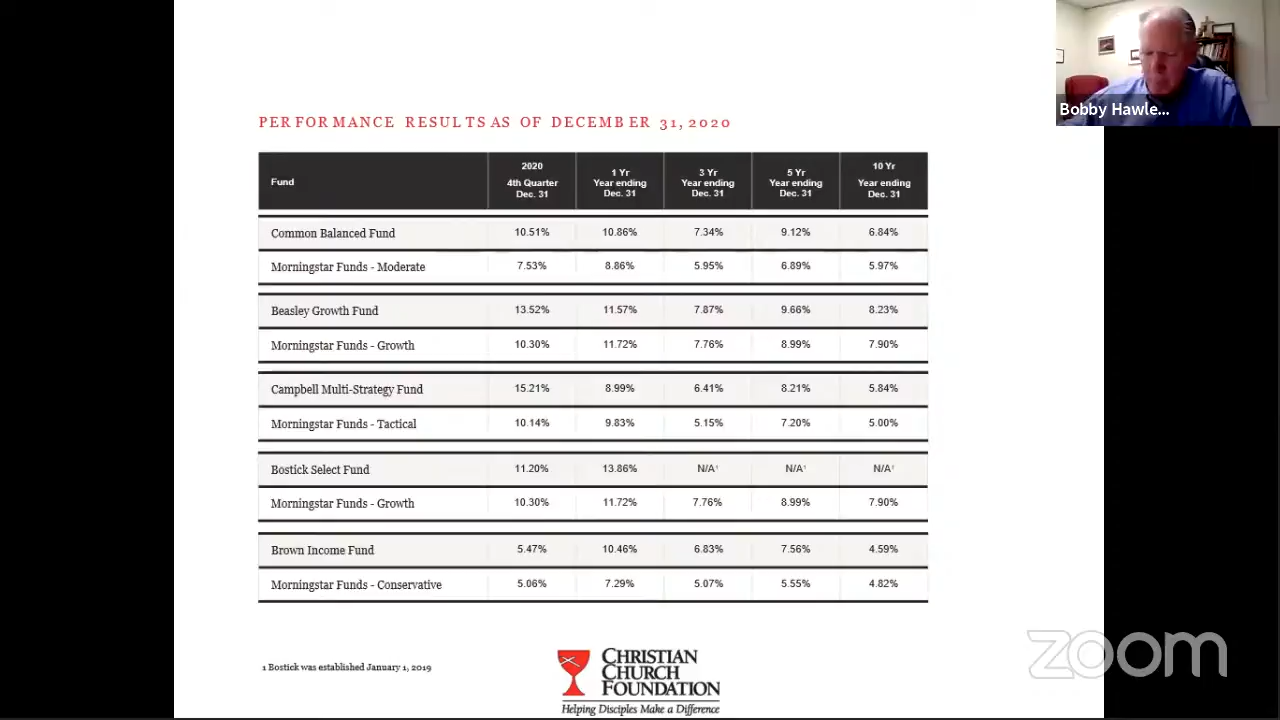 Bobby Hawle...
PERFORMANCE RESULTS AS OF DECEMBER 31, 2020
Fund 2020 4th Quarter Dec. 31 1 Yr Year ending Dec. 31 3 Yr Year ending Dec. 31 5 Yr Year ending Dec. 31 10 Yr Year ending Dec. 31
Common Balanced Fund 10.51% 10.86% 7.34% 9.12% 6.84%
Morningstar Funds - Moderate 7.53% 8.86% 5.95% 6.89% 5.97%
Beasley Growth Fund 13.52% 11.57% 7.87% 9.66% 8.23%
Morningstar Funds - Growth 10.30% 11.72% 7.76% 8.99% 7.90%
Campbell Multi-Strategy Fund 15.21% 8.99% 6.41% 8.21% 5.84%
Morningstar Funds - Tactical 10.14% 9.83% 5.15% 7.20% 5.00%
Bostick Select Fund 11.20% 13.86% N/A¹ N/A¹ N/A¹
Morningstar Funds - Growth 10.30% 11.72% 7.76% 8.99% 7.90%
Brown Income Fund 5.47% 10.46% 6.83% 7.56% 4.59%
Morningstar Funds - Conservative 5.06% 7.29% 5.07% 5.55% 4.82%
1 Bostick was established January 1, 2019
CHRISTIAN
CHURCH
FOUNDATION
Helping Disciples Make a Difference
zoom